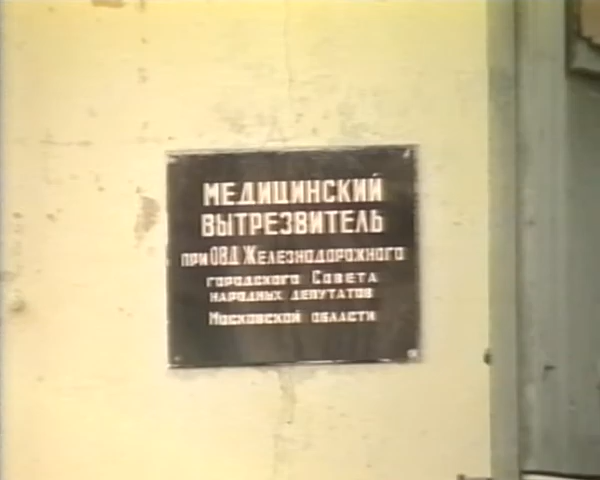 МЕДИЦИНСКИЙ
ВЫТРЕЗВИТЕЛЬ
ПРИ ОВД ЖЕЛЕЗНОДОРОЖНОГО
ГОРОДСКОГО СОВЕТА
НАРОДНЫХ ДЕПУТАТОВ
МОСКОВСКОЙ ОБЛАСТИ